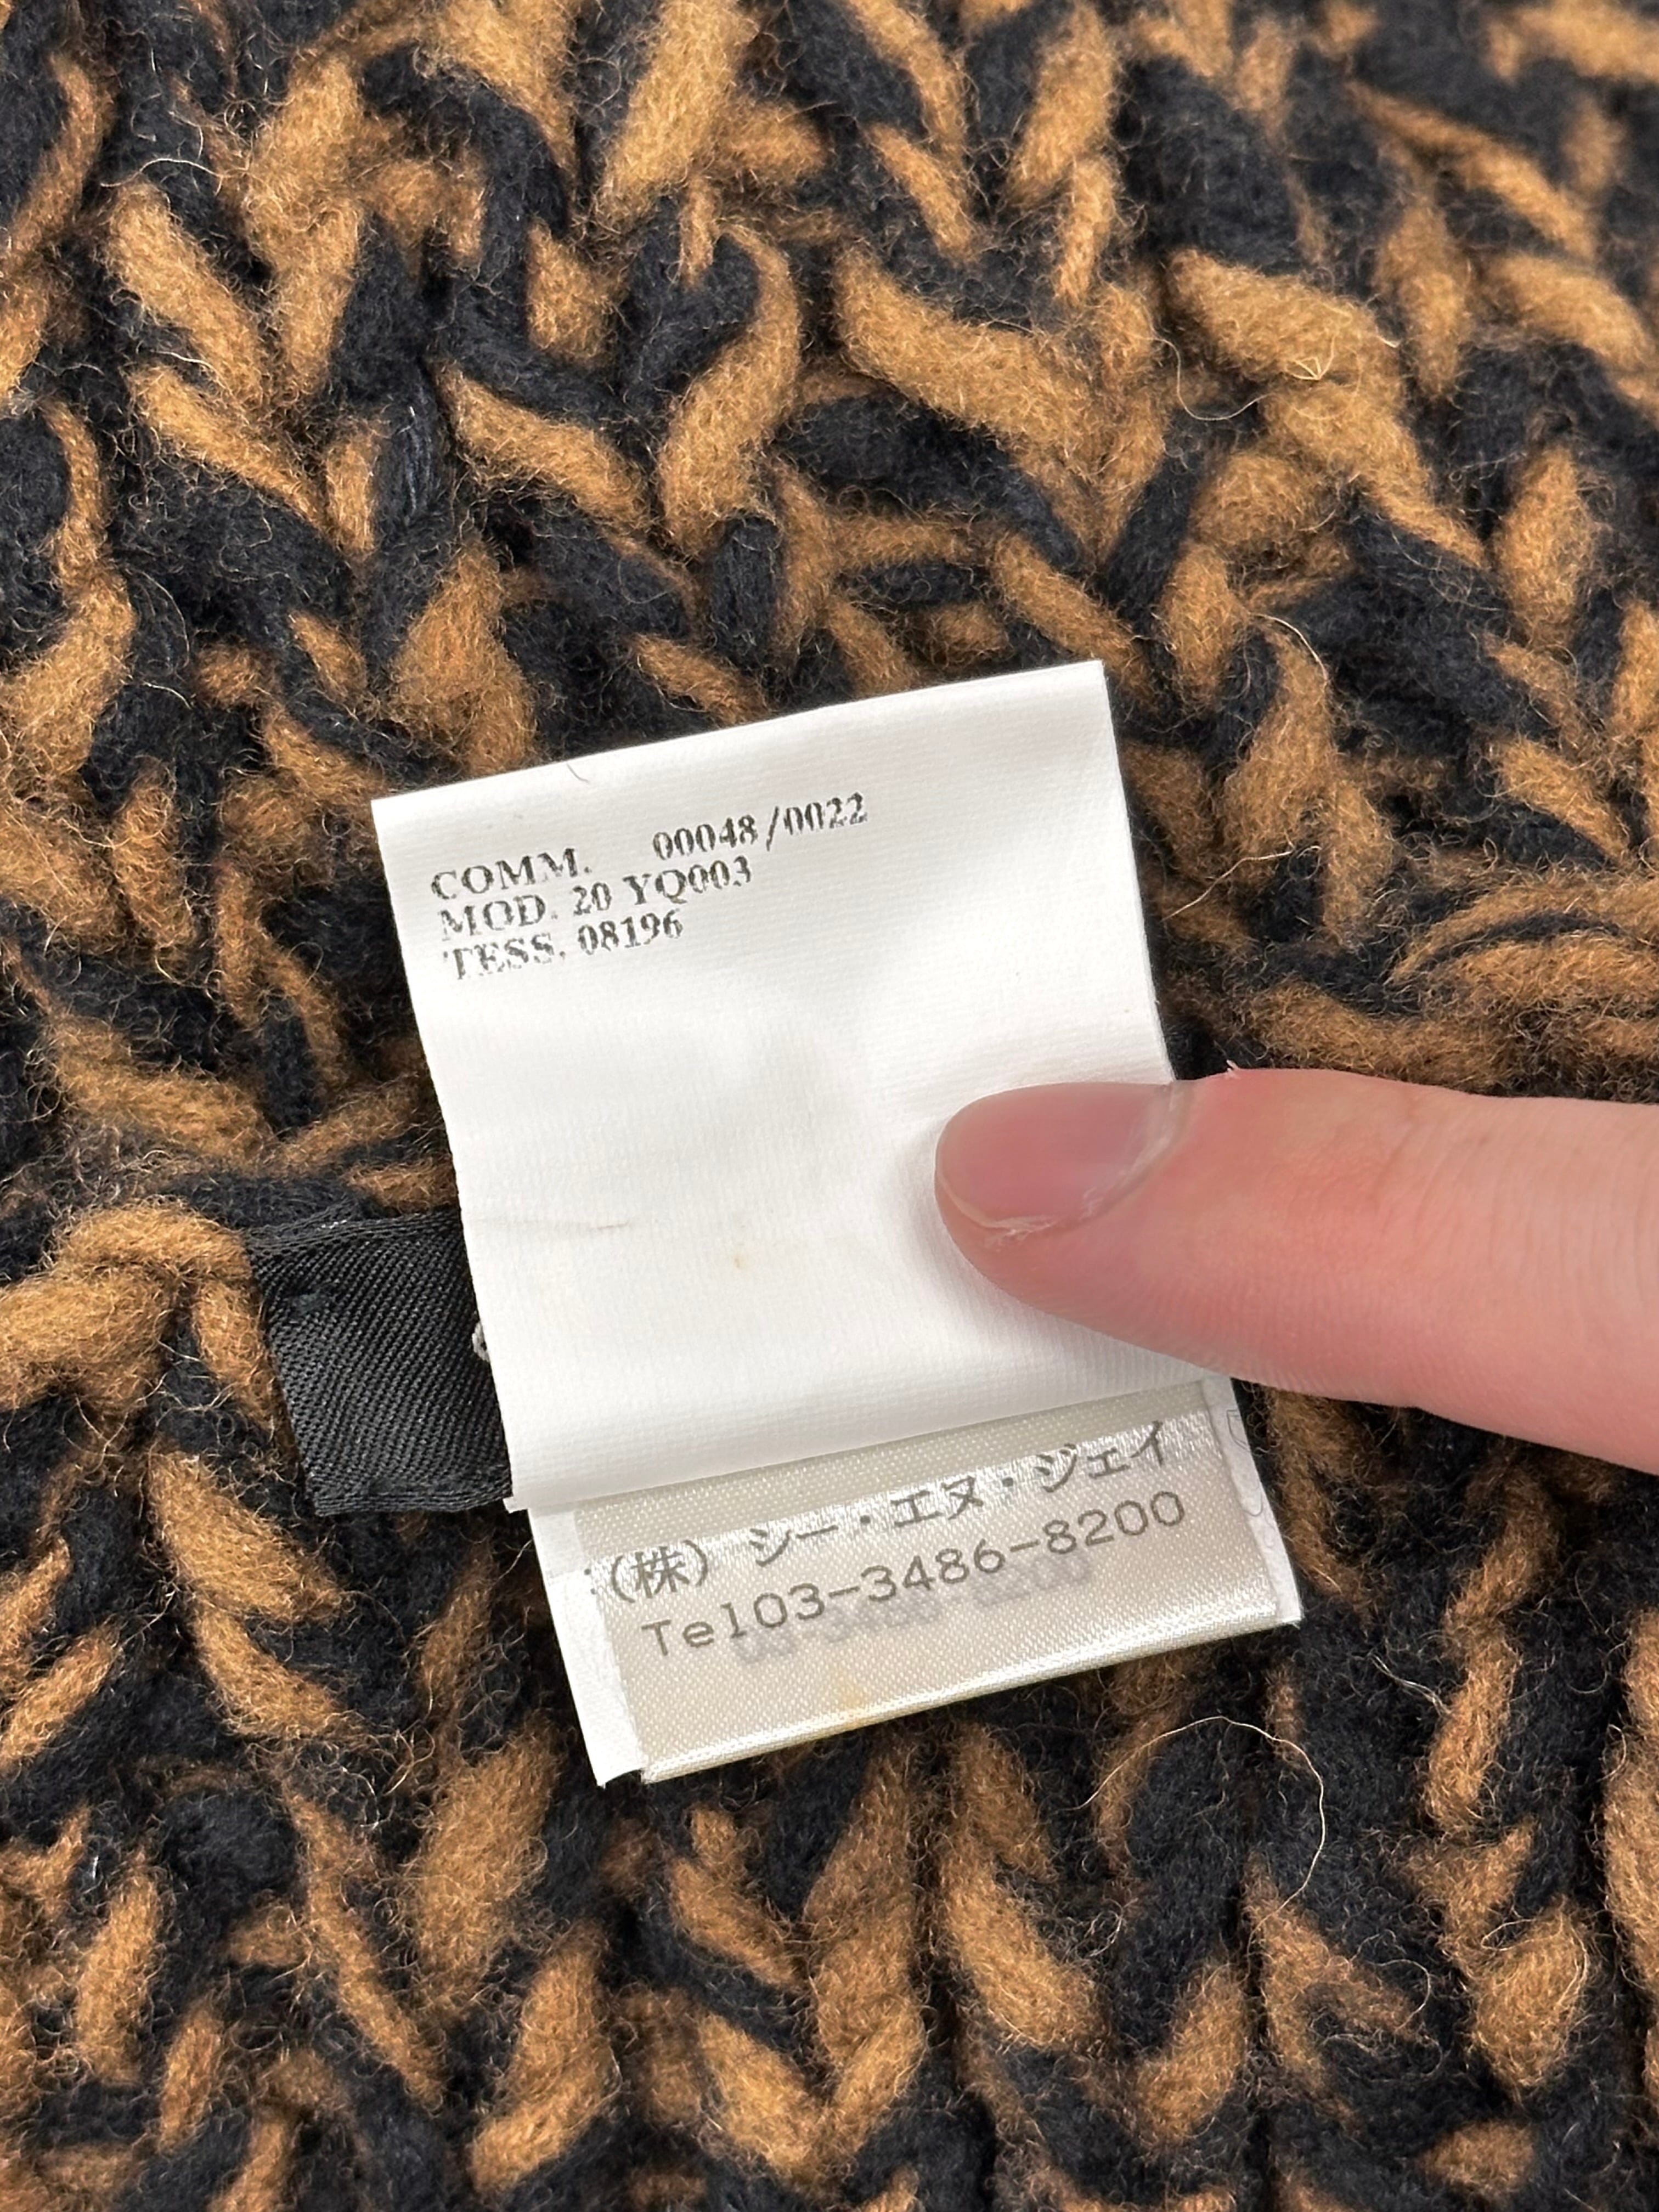 COMM. 00048/0022
MOD. 20 YQ003
TESS. 08196
(株) シー・エヌ・ジェイ
Tel03-3486-8200